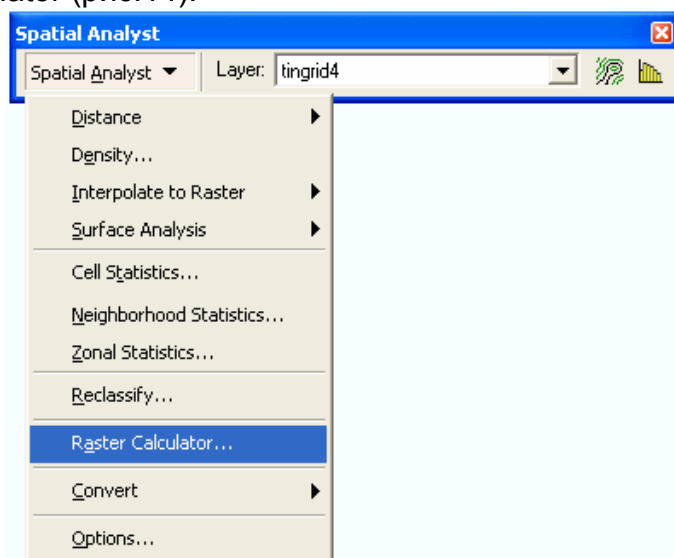 Spatial Analyst
Spatial Analyst Layer: tingrid4
Distance
Density...
Interpolate to Raster
Surface Analysis
Cell Statistics...
Neighborhood Statistics...
Zonal Statistics...
Reclassify...
Raster Calculator...
Convert
Options...